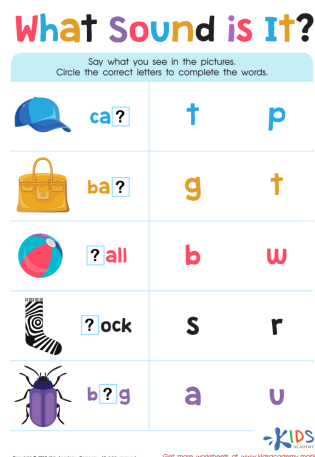 What Sound is It?
Say what you see in the pictures.
Circle the correct letters to complete the words.
ca? t p
ba? g t
?all b w
?ock s r
b?g a u
KIDS
ACADEMY
Get more worksheets at www.kidsacademy.mobi